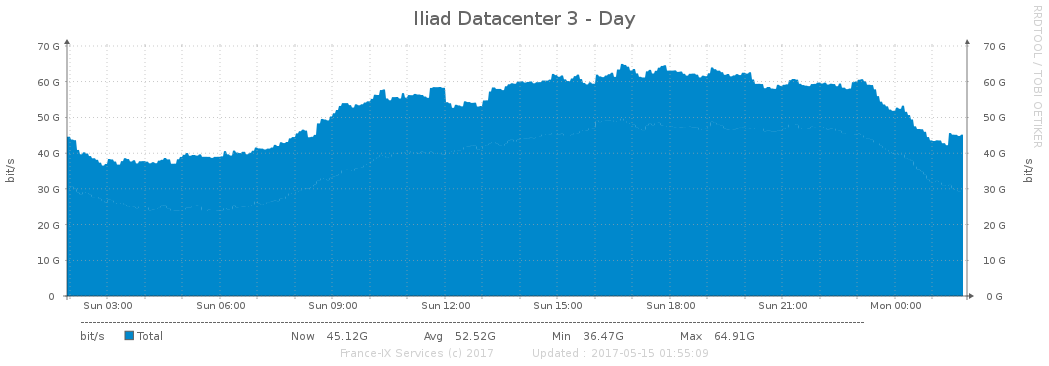 Iliad Datacenter 3 - Day
RRDTOOL / TOBI OETIKER
70 G 70 G
60 G 60 G
50 G 50 G
40 G 40 G
30 G 30 G
20 G 20 G
10 G 10 G
0 0 G
bit/s bit/s
Sun 03:00 Sun 06:00 Sun 09:00 Sun 12:00 Sun 15:00 Sun 18:00 Sun 21:00 Mon 00:00
bit/s Total Now 45.12G Avg 52.52G Min 36.47G Max 64.91G
France-IX Services (c) 2017 Updated : 2017-05-15 01:55:09